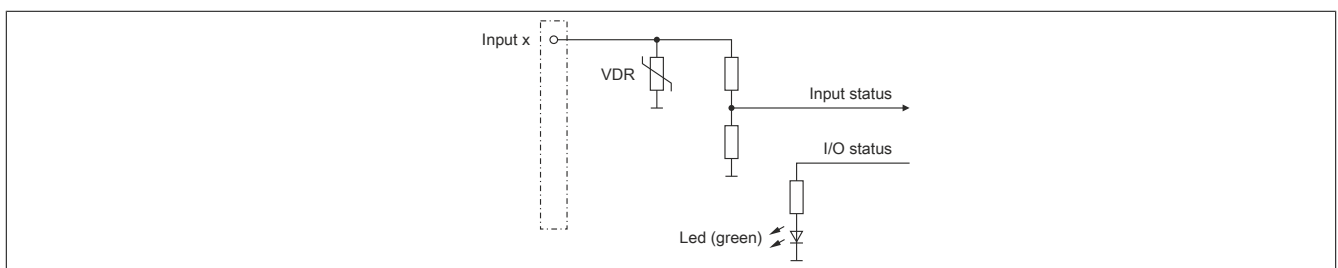 Input x
VDR
Input status
I/O status
Led (green)